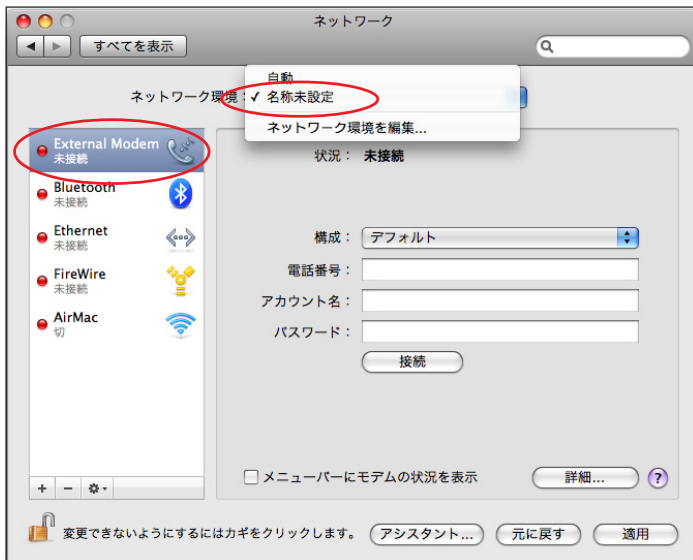 ネットワーク
すべてを表示
自動
ネットワーク環境：✓ 名称未設定
ネットワーク環境を編集...
External Modem
未接続
Bluetooth
未接続
Ethernet
未接続
FireWire
未接続
AirMac
切
状況： 未接続
構成： デフォルト
電話番号：
アカウント名：
パスワード：
接続
メニューバーにモデムの状況を表示
詳細...
?
変更できないようにするにはカギをクリックします。
アシスタント...
元に戻す
適用